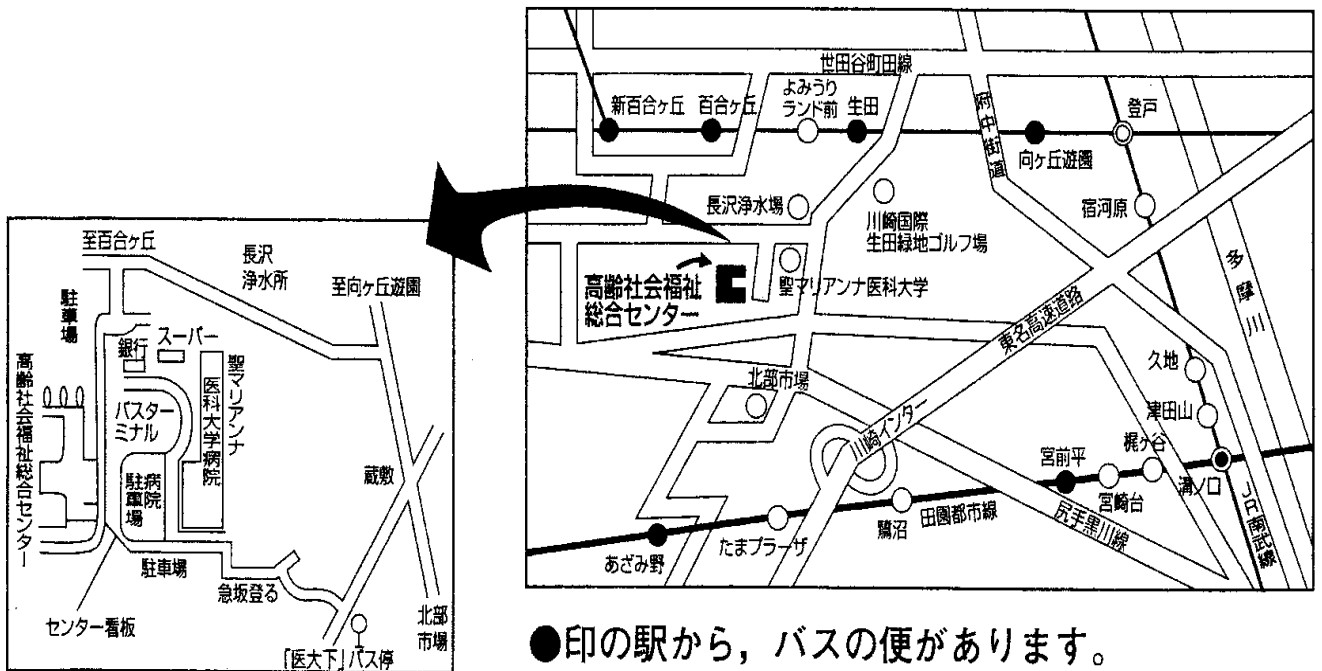 世田谷町田線
新百合ヶ丘
百合ヶ丘
よみうり
ランド前
生田
府中街道
向ヶ丘遊園
登戸
長沢浄水場
川崎国際
生田緑地ゴルフ場
宿河原
多摩川
聖マリアンナ医科大学
高齢社会福祉
総合センター
東名高速道路
北部市場
久地
津田山
川崎インター
梶ヶ谷
宮前平
宮崎台
溝ノ口
JR南武線
鷺沼
田園都市線
尻手黒川線
たまプラーザ
あざみ野
至百合ヶ丘
長沢
浄水所
至向ヶ丘遊園
駐車場
スーパー
銀行
聖マリアンナ
医科大学病院
高齢社会福祉総合センター
バスター
ミナル
蔵敷
病院
駐車場
駐車場
急坂登る
センター看板
北部
市場
「医大下」バス停
●印の駅から，バスの便があります。